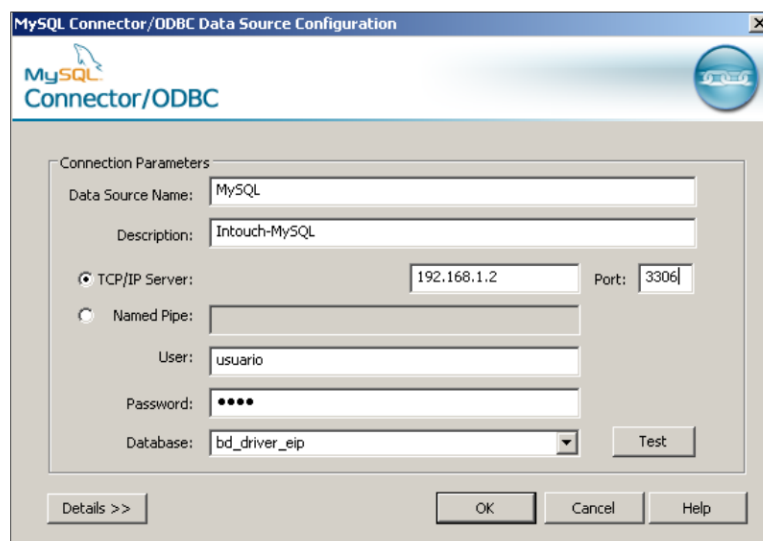 MySQL Connector/ODBC Data Source Configuration
MySQL
Connector/ODBC
Connection Parameters
Data Source Name: MySQL
Description: Intouch-MySQL
TCP/IP Server: 192.168.1.2 Port: 3306
Named Pipe:
User: usuario
Password: ●●●●
Database: bd_driver_eip Test
Details >> OK Cancel Help